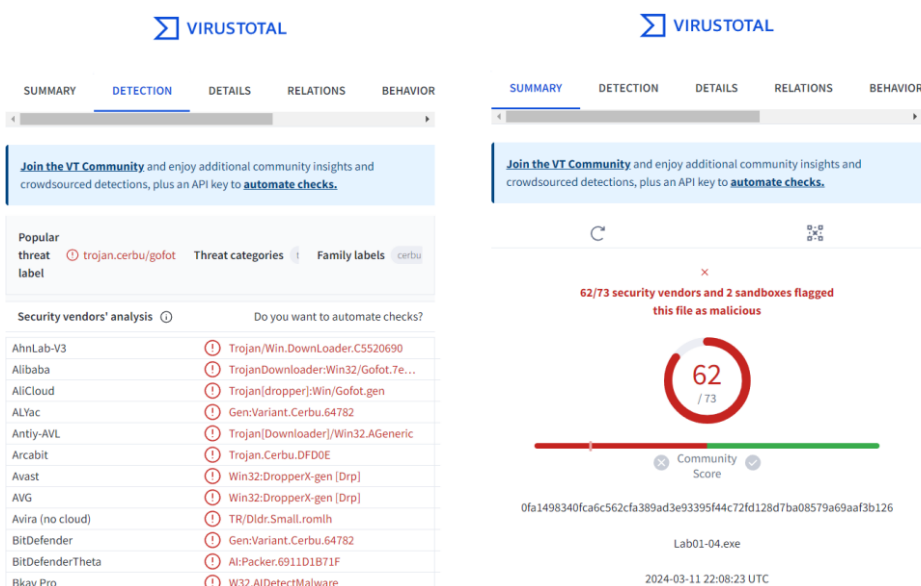 VIRUSTOTAL
SUMMARY DETECTION DETAILS RELATIONS BEHAVIOR
Join the VT Community and enjoy additional community insights and
crowdsourced detections, plus an API key to automate checks.
Popular
threat
label
trojan.cerbu/gofot Threat categories t Family labels cerbu
Security vendors' analysis Do you want to automate checks?
AhnLab-V3 Trojan/Win.DownLoader.C5520690
Alibaba TrojanDownloader:Win32/Gofot.7e...
AliCloud Trojan[dropper]:Win/Gofot.gen
ALYac Gen:Variant.Cerbu.64782
Antiy-AVL Trojan[Downloader]/Win32.AGeneric
Arcabit Trojan.Cerbu.DFD0E
Avast Win32:DropperX-gen [Drp]
AVG Win32:DropperX-gen [Drp]
Avira (no cloud) TR/Dldr.Small.romlh
BitDefender Gen:Variant.Cerbu.64782
BitDefenderTheta AI:Packer.6911D1B71F
Bkav Pro W32.AIDetectMalware
VIRUSTOTAL
SUMMARY DETECTION DETAILS RELATIONS BEHAVIOR
Join the VT Community and enjoy additional community insights and
crowdsourced detections, plus an API key to automate checks.
62/73 security vendors and 2 sandboxes flagged
this file as malicious
62
/ 73
Community
Score
0fa1498340fca6c562cfa389ad3e93395f44c72fd128d7ba08579a69aaf3b126
Lab01-04.exe
2024-03-11 22:08:23 UTC